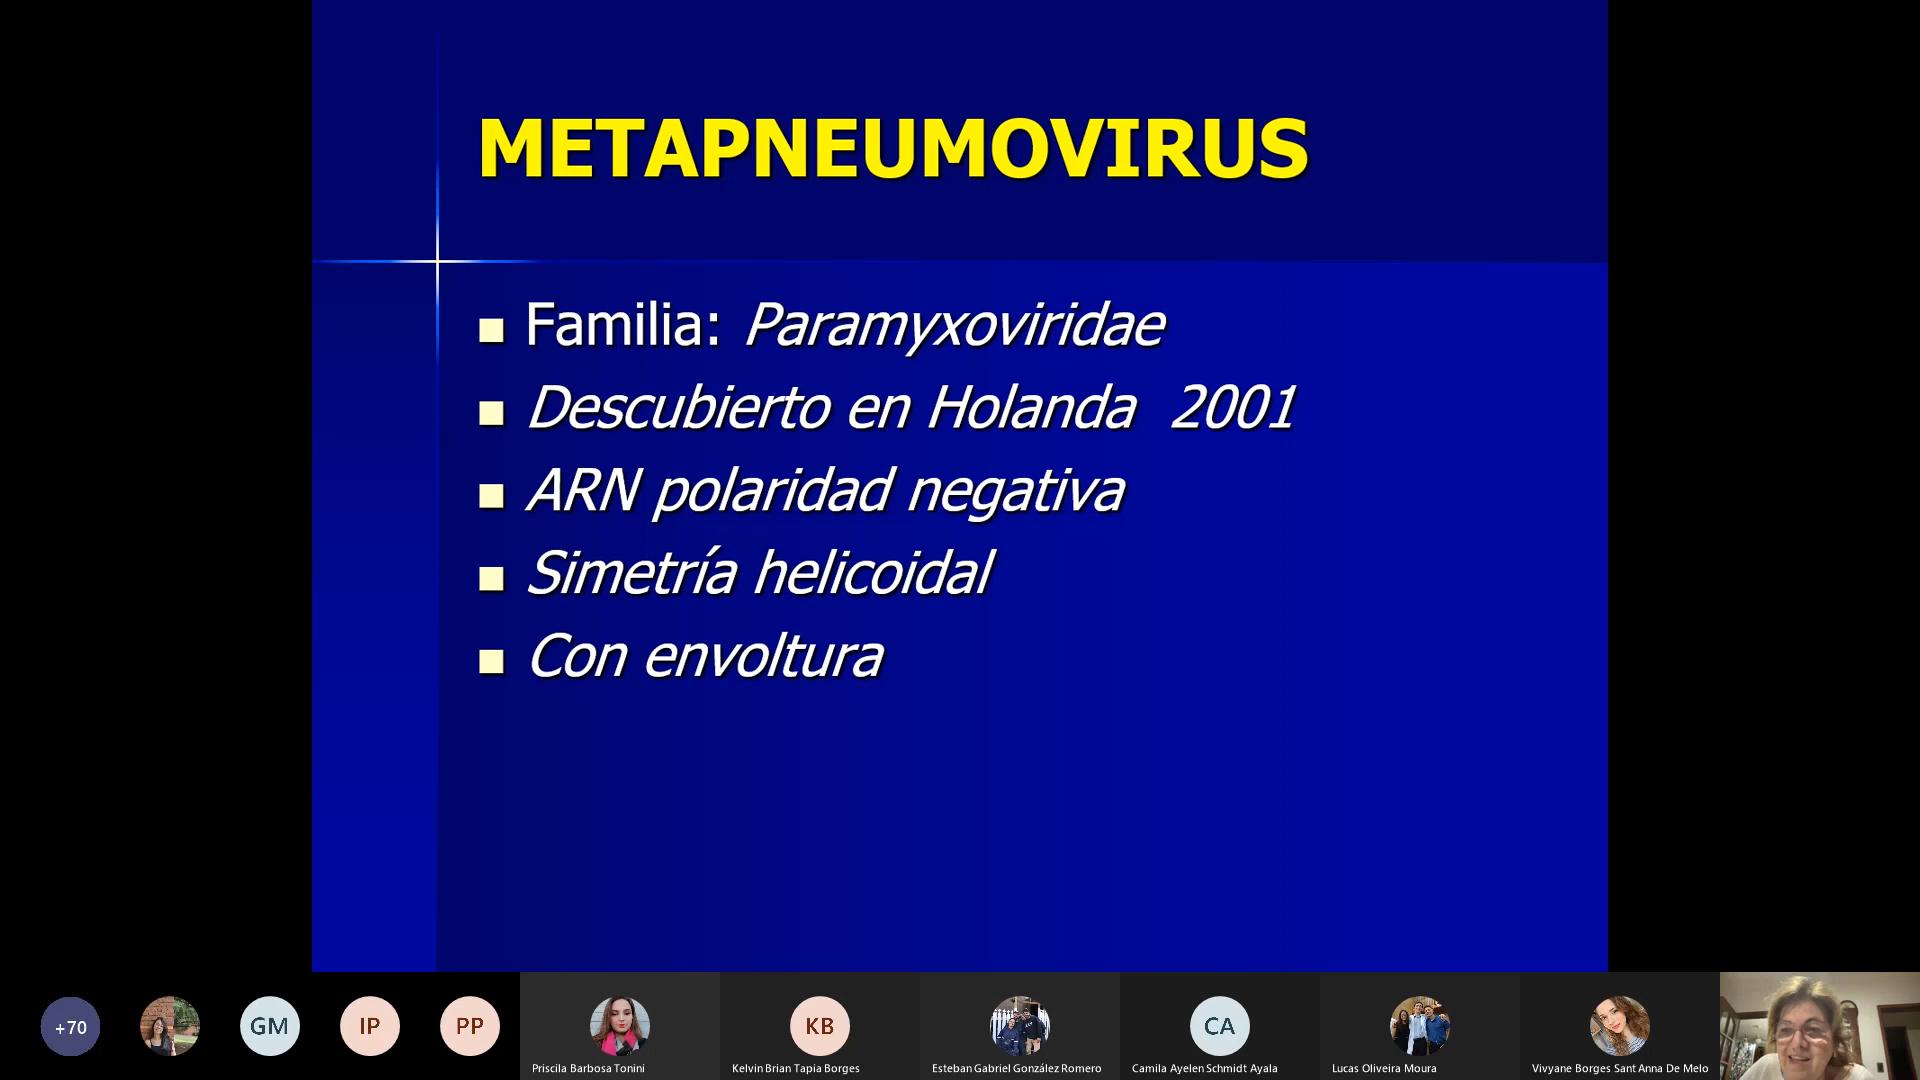 METAPNEUMOVIRUS
Familia: Paramyxoviridae
Descubierto en Holanda 2001
ARN polaridad negativa
Simetría helicoidal
Con envoltura
+70
GM
IP
PP
KB
CA
Priscila Barbosa Tonini
Kelvin Brian Tapia Borges
Esteban Gabriel González Romero
Camila Ayelen Schmidt Ayala
Lucas Oliveira Moura
Vivyane Borges Sant Anna De Melo